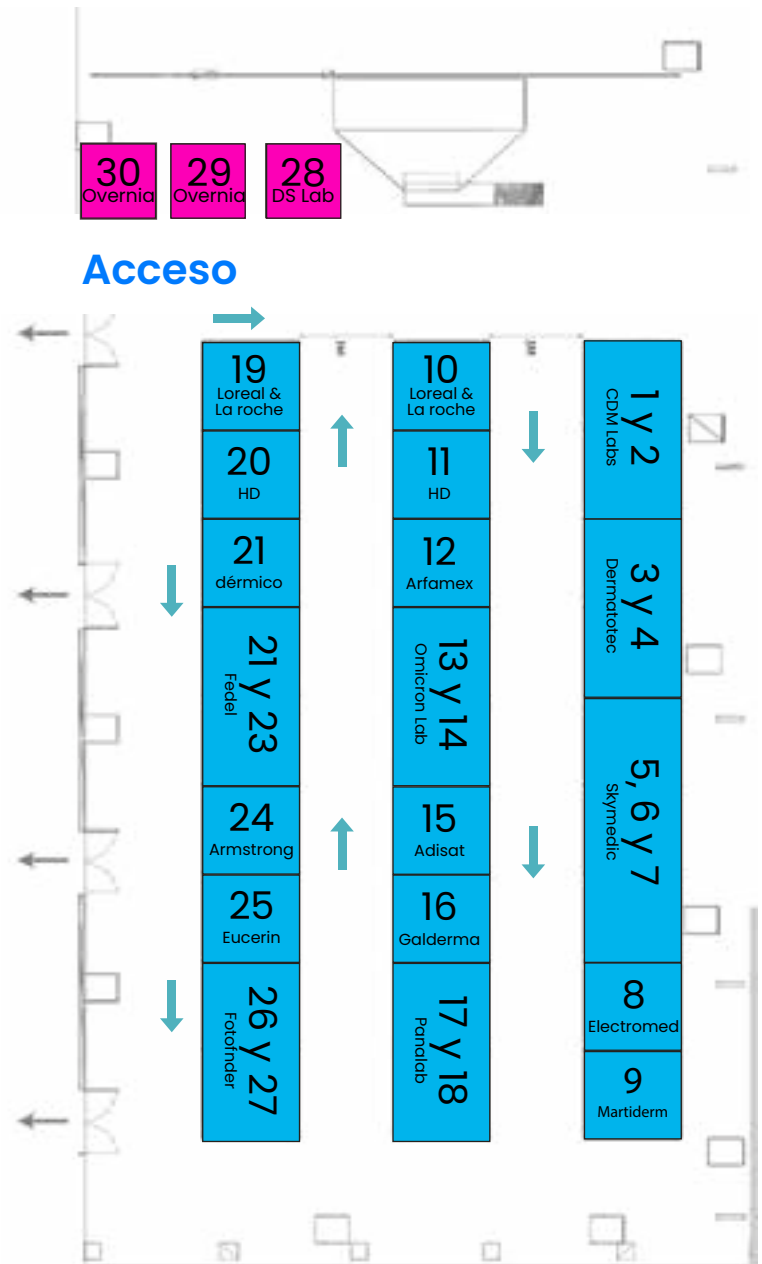 30
Overnia
29
Overnia
28
DS Lab
Acceso
19
Loreal &
La roche
20
HD
21
dérmico
21 y 23
Fedel
24
Armstrong
25
Eucerin
26 y 27
Fotofnder
10
Loreal &
La roche
11
HD
12
Arfamex
13 y 14
Omicron Lab
15
Adisat
16
Galderma
17 y 18
Panalab
1 y 2
CDM Labs
3 y 4
Dermatotec
5, 6 y 7
Skymedic
8
Electromed
9
Martiderm